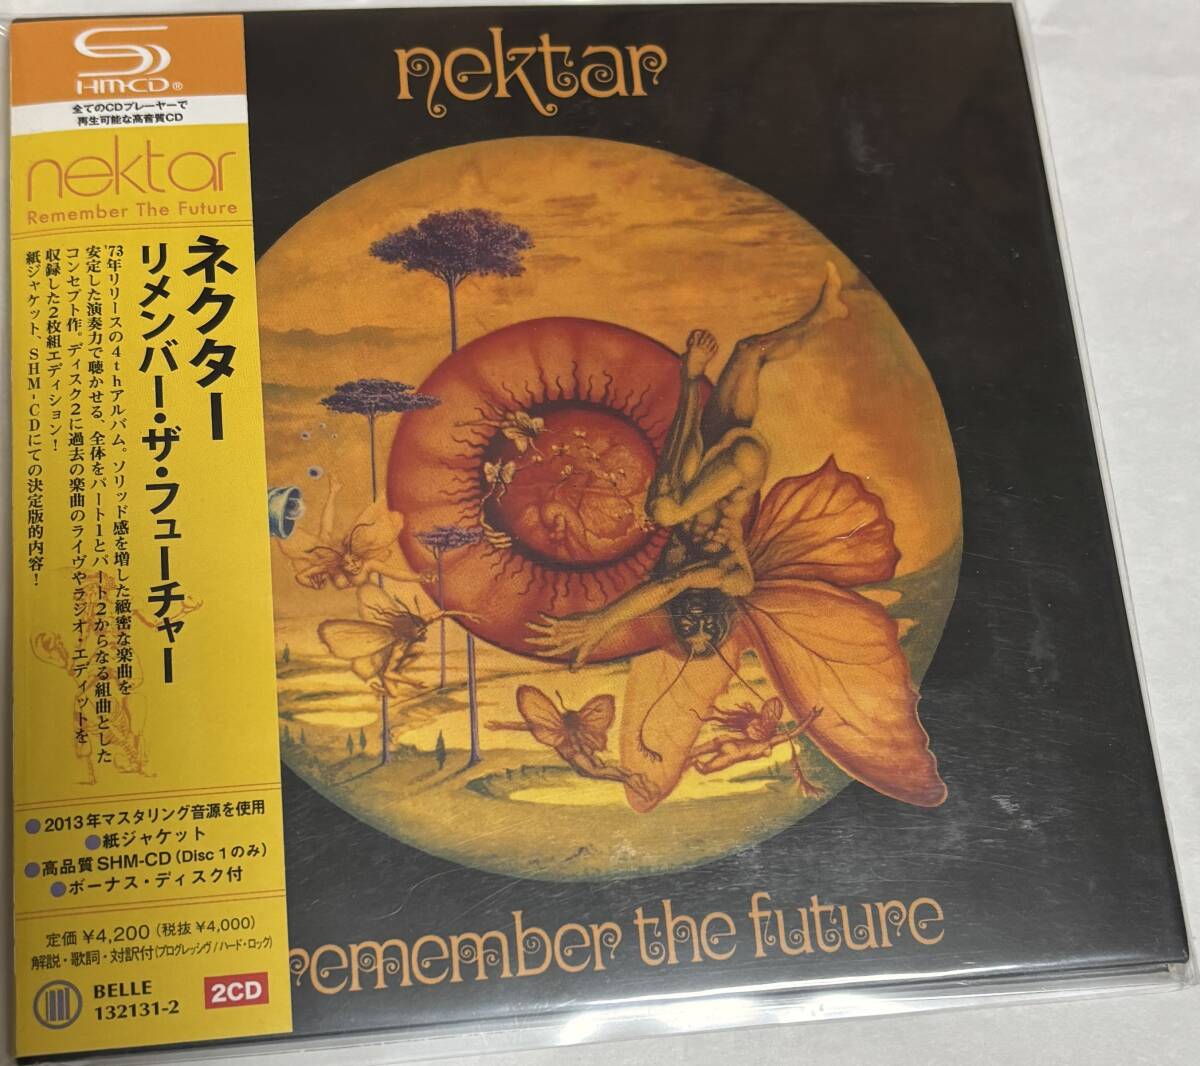 HM-CD®
全てのCDプレーヤーで
再生可能な高音質CD
nektar
Remember The Future
ネクター
リメンバー・ザ・フューチャー
'73年リリースの4thアルバム。ソリッド感を増した緻密な楽曲を
安定した演奏力で聴かせる、全体をパート1とパート2からなる組曲とした
コンセプト作。ディスク2に過去の楽曲のライヴやラジオ・エディットを
収録した2枚組エディション!
紙ジャケット、SHM-CDにての決定版的内容!
●2013年マスタリング音源を使用
●紙ジャケット
●高品質SHM-CD(Disc 1のみ)
●ボーナス・ディスク付
定価 ¥4,200(税抜 ¥4,000)
解説・歌詞・対訳付(プログレッシヴ/ハード・ロック)
BELLE
132131-2
2CD
nektar
remember the future